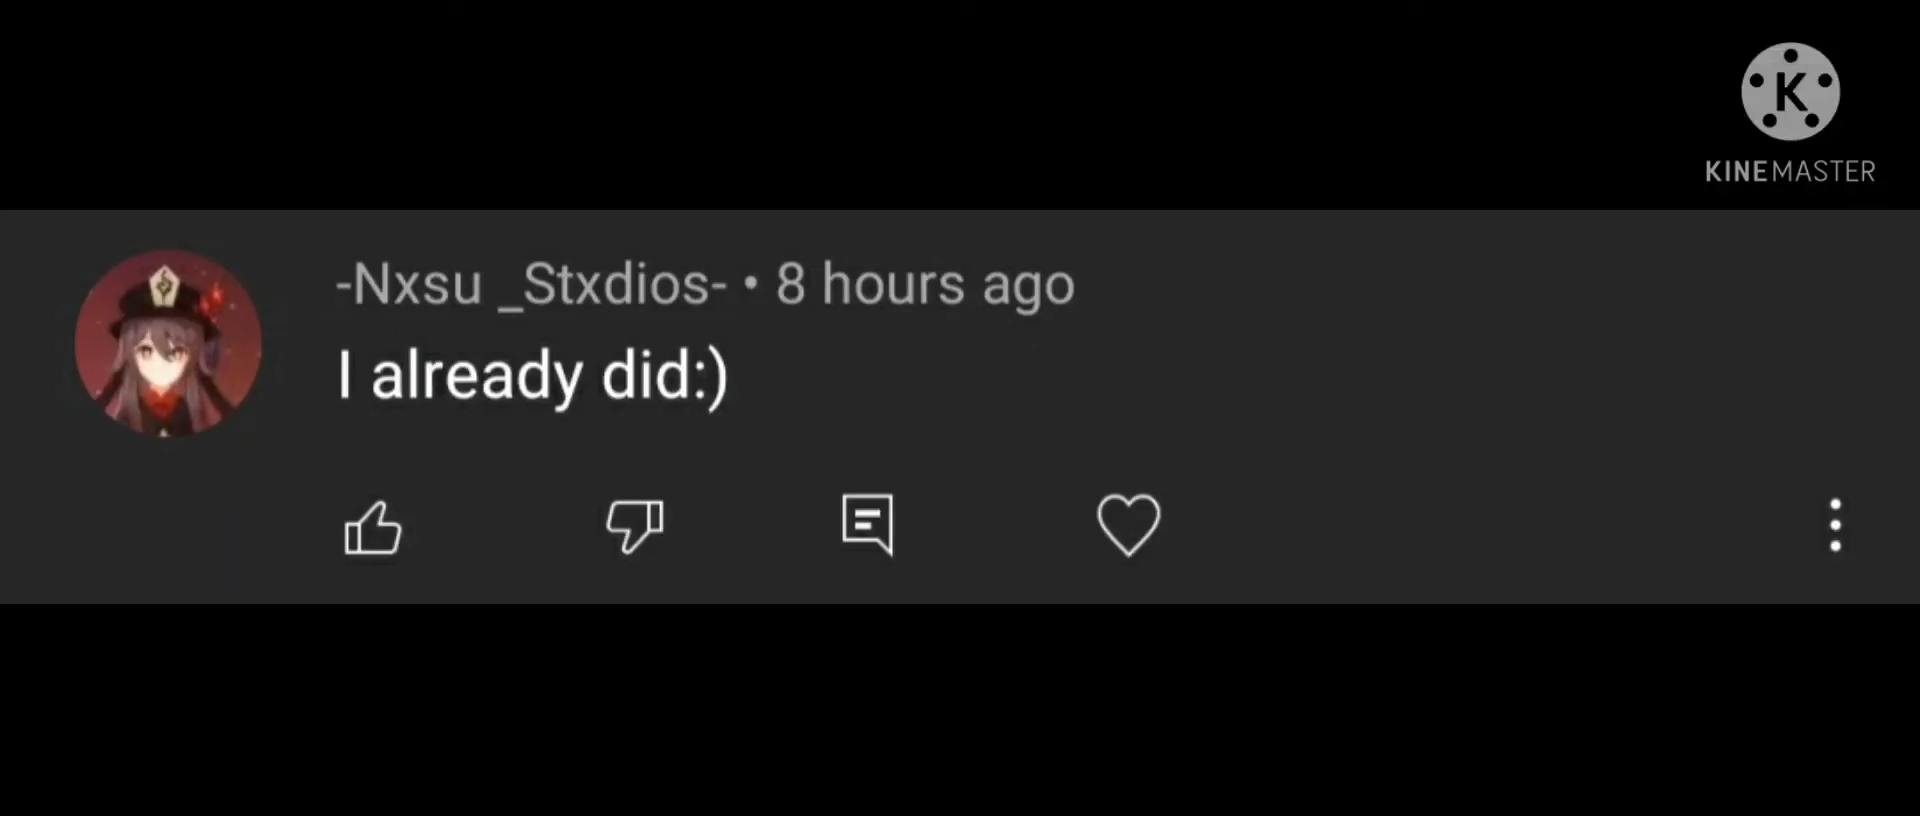 K
KINEMASTER
-Nxsu _Stxdios- • 8 hours ago
I already did:)